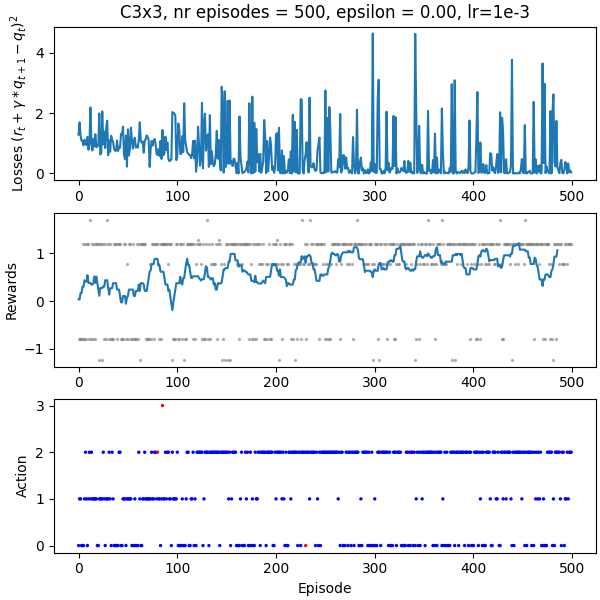 C3x3, nr episodes = 500, epsilon = 0.00, lr=1e-3
Losses $(r_t + \gamma * q_{t+1} - q_t)^2$
4
2
0
0 100 200 300 400 500
Rewards
1
0
−1
0 100 200 300 400 500
Action
3
2
1
0
0 100 200 300 400 500
Episode